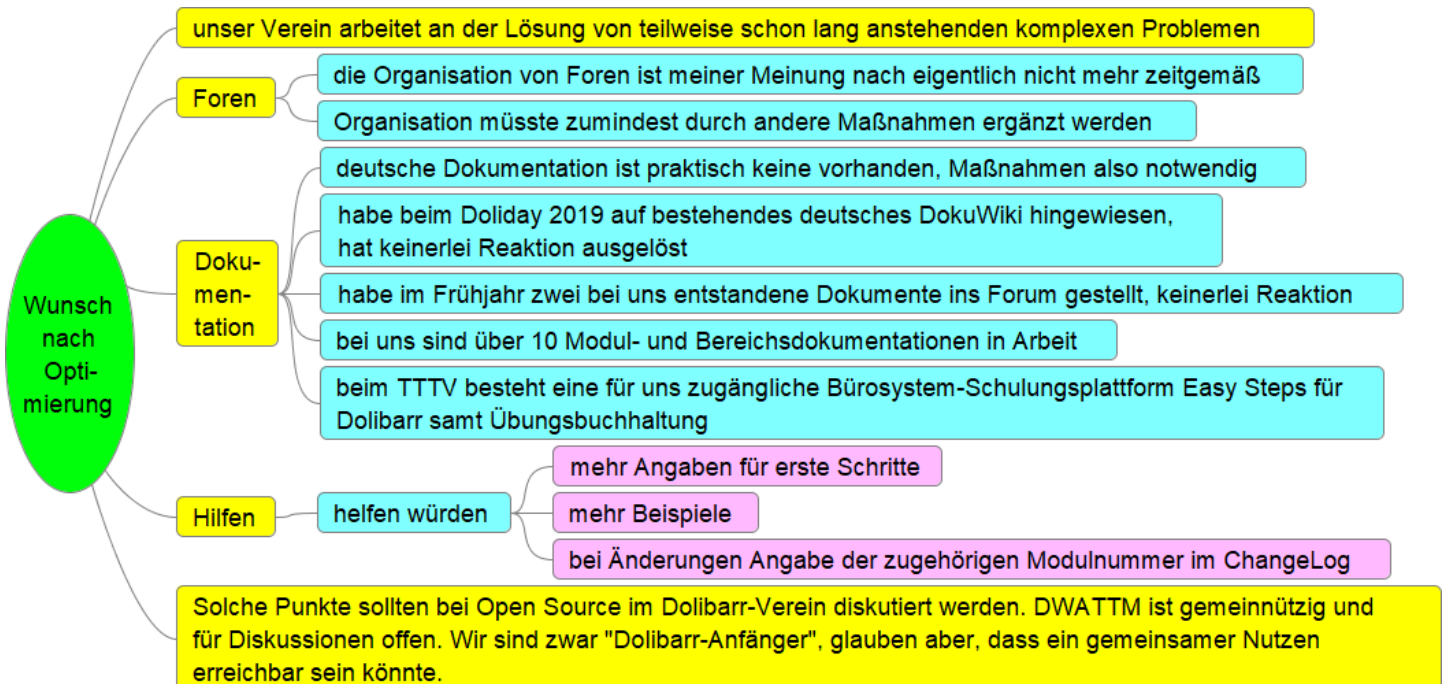 unser Verein arbeitet an der Lösung von teilweise schon lang anstehenden komplexen Problemen
Foren
die Organisation von Foren ist meiner Meinung nach eigentlich nicht mehr zeitgemäß
Organisation müsste zumindest durch andere Maßnahmen ergänzt werden
deutsche Dokumentation ist praktisch keine vorhanden, Maßnahmen also notwendig
habe beim Doliday 2019 auf bestehendes deutsches DokuWiki hingewiesen,
hat keinerlei Reaktion ausgelöst
Doku-
men-
tation
habe im Frühjahr zwei bei uns entstandene Dokumente ins Forum gestellt, keinerlei Reaktion
bei uns sind über 10 Modul- und Bereichsdokumentationen in Arbeit
beim TTTV besteht eine für uns zugängliche Bürosystem-Schulungsplattform Easy Steps für
Dolibarr samt Übungsbuchhaltung
Wunsch
nach
Opti-
mierung
Hilfen
helfen würden
mehr Angaben für erste Schritte
mehr Beispiele
bei Änderungen Angabe der zugehörigen Modulnummer im ChangeLog
Solche Punkte sollten bei Open Source im Dolibarr-Verein diskutiert werden. DWATTM ist gemeinnützig und
für Diskussionen offen. Wir sind zwar "Dolibarr-Anfänger", glauben aber, dass ein gemeinsamer Nutzen
erreichbar sein könnte.